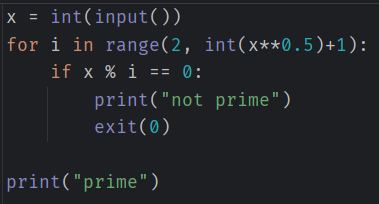 x = int(input())
for i in range(2, int(x**0.5)+1):
    if x % i == 0:
        print("not prime")
        exit(0)

print("prime")